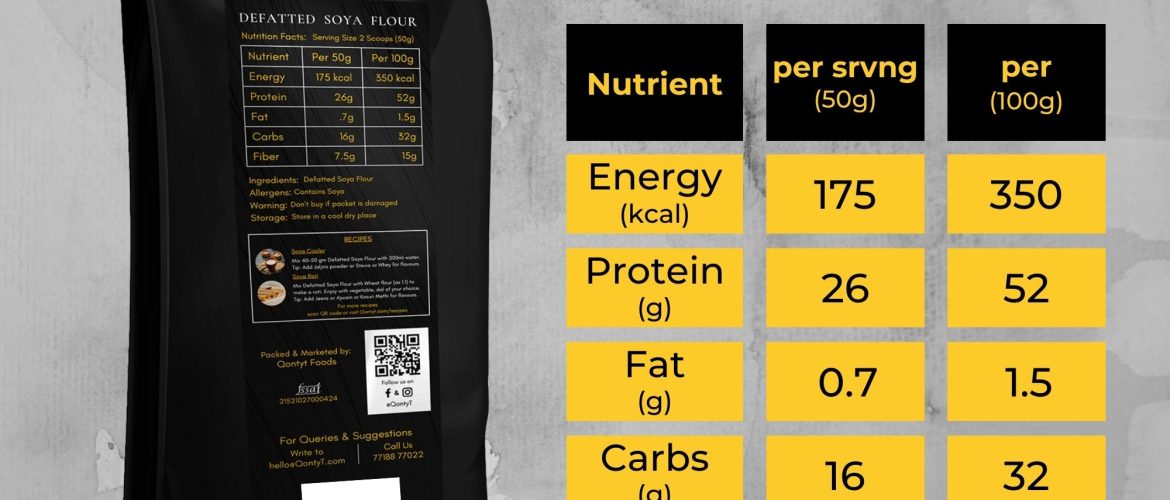 DEFATTED SOYA FLOUR
Nutrition Facts: Serving Size 2 Scoops (50g)
Nutrient Per 50g Per 100g
Energy 175 kcal 350 kcal
Protein 26g 52g
Fat .7g 1.5g
Carbs 16g 32g
Fiber 7.5g 15g
Ingredients: Defatted Soya Flour
Allergens: Contains Soya
Warning: Don't buy if packet is damaged
Storage: Store in a cool dry place
RECIPES
Soya Cooler
Mix 40-50 gm Defatted Soya Flour with 200ml water.
Tip: Add Jaljira powder or Stevia or Whey for flavour.
Soya Roti
Mix Defatted Soya Flour with Wheat flour (as 1:1) to
make a roti. Enjoy with vegetable, dal of your choice.
Tip: Add Jeera or Ajwain or Kasuri Methi for flavour.
For more recipes
scan QR code or visit Qontyt.com/recipes
Packed & Marketed by:
Qontyt Foods
fssai
21521027000424
Follow us on
&
@QontyT
For Queries & Suggestions
Write to
hello@QontyT.com
Call Us
77188 77022
Nutrient per srvng (50g) per (100g)
Energy (kcal) 175 350
Protein (g) 26 52
Fat (g) 0.7 1.5
Carbs (g) 16 32